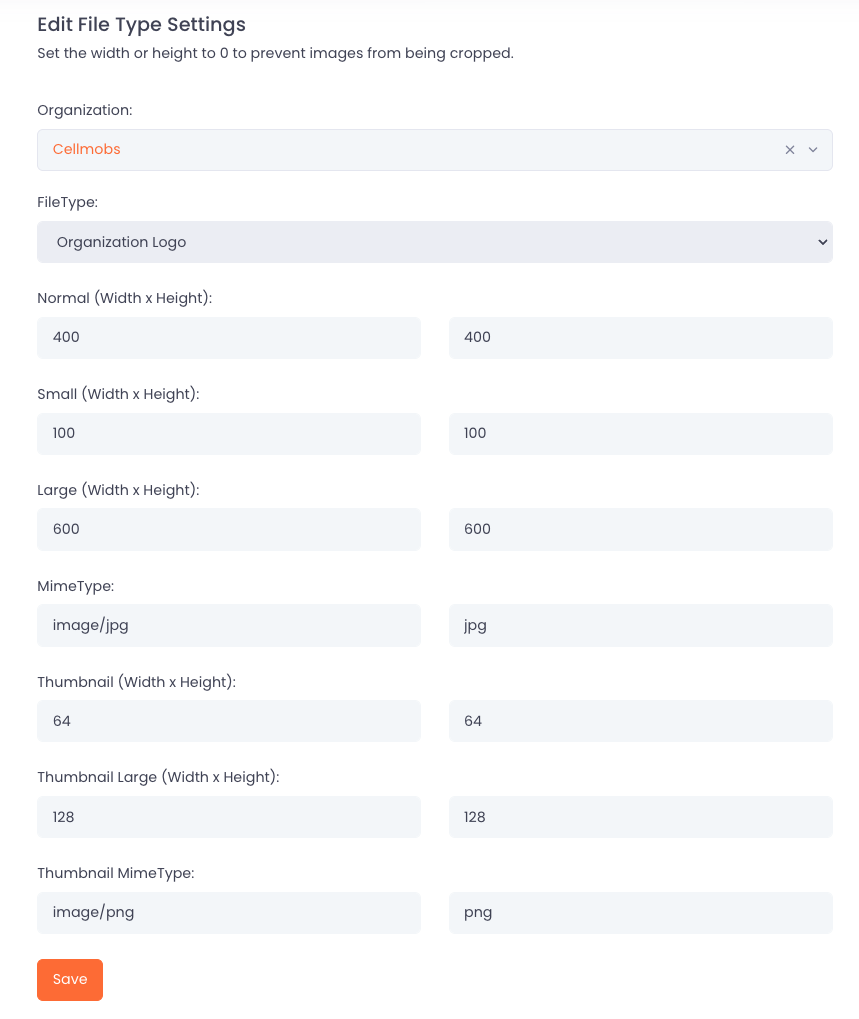 Edit File Type Settings
Set the width or height to 0 to prevent images from being cropped.
Organization:
Cellmobs
FileType:
Organization Logo
Normal (Width x Height):
400 400
Small (Width x Height):
100 100
Large (Width x Height):
600 600
MimeType:
image/jpg jpg
Thumbnail (Width x Height):
64 64
Thumbnail Large (Width x Height):
128 128
Thumbnail MimeType:
image/png png
Save